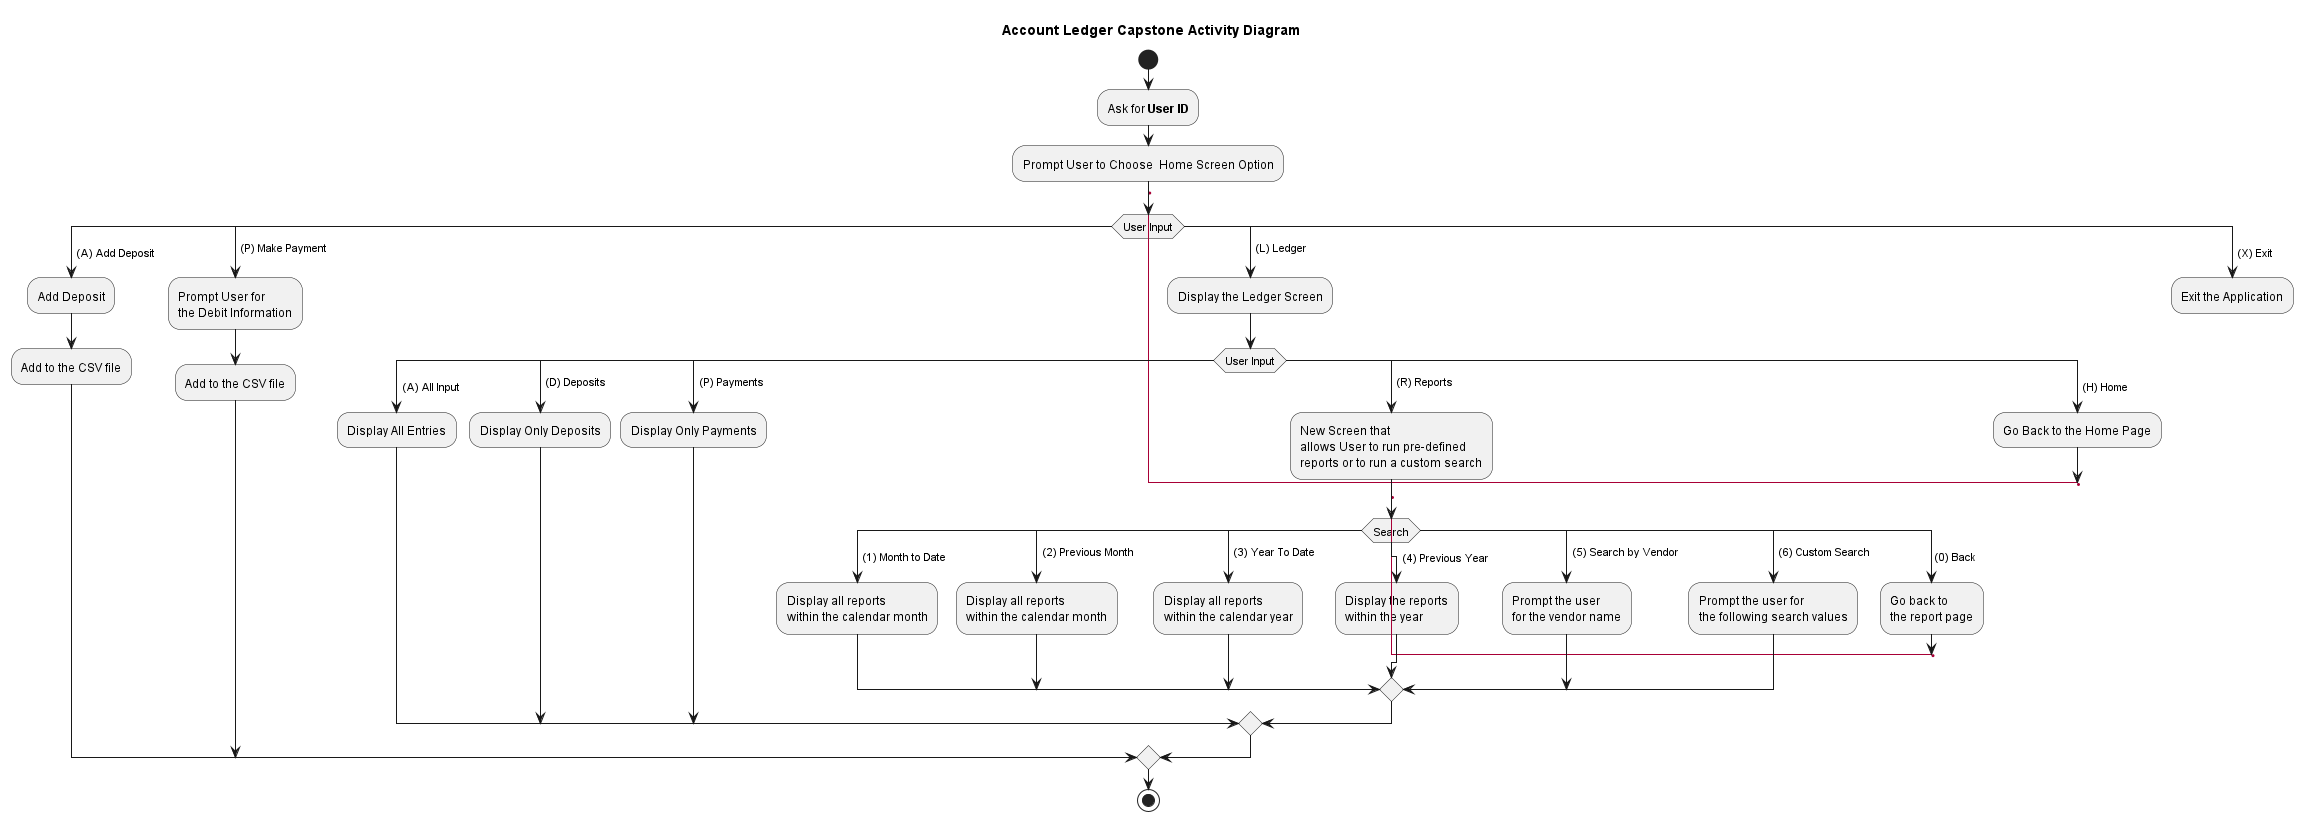 Account Ledger Capstone Activity Diagram
Ask for User ID
Prompt User to Choose  Home Screen Option
User Input
(A) Add Deposit
(P) Make Payment
(L) Ledger
(X) Exit
Add Deposit
Prompt User for
the Debit Information
Display the Ledger Screen
Exit the Application
Add to the CSV file
Add to the CSV file
User Input
(A) All Input
(D) Deposits
(P) Payments
(R) Reports
(H) Home
Display All Entries
Display Only Deposits
Display Only Payments
New Screen that
allows User to run pre-defined
reports or to run a custom search
Go Back to the Home Page
Search
(1) Month to Date
(2) Previous Month
(3) Year To Date
(4) Previous Year
(5) Search by Vendor
(6) Custom Search
(0) Back
Display all reports
within the calendar month
Display all reports
within the calendar month
Display all reports
within the calendar year
Display the reports
within the year
Prompt the user
for the vendor name
Prompt the user for
the following search values
Go back to
the report page